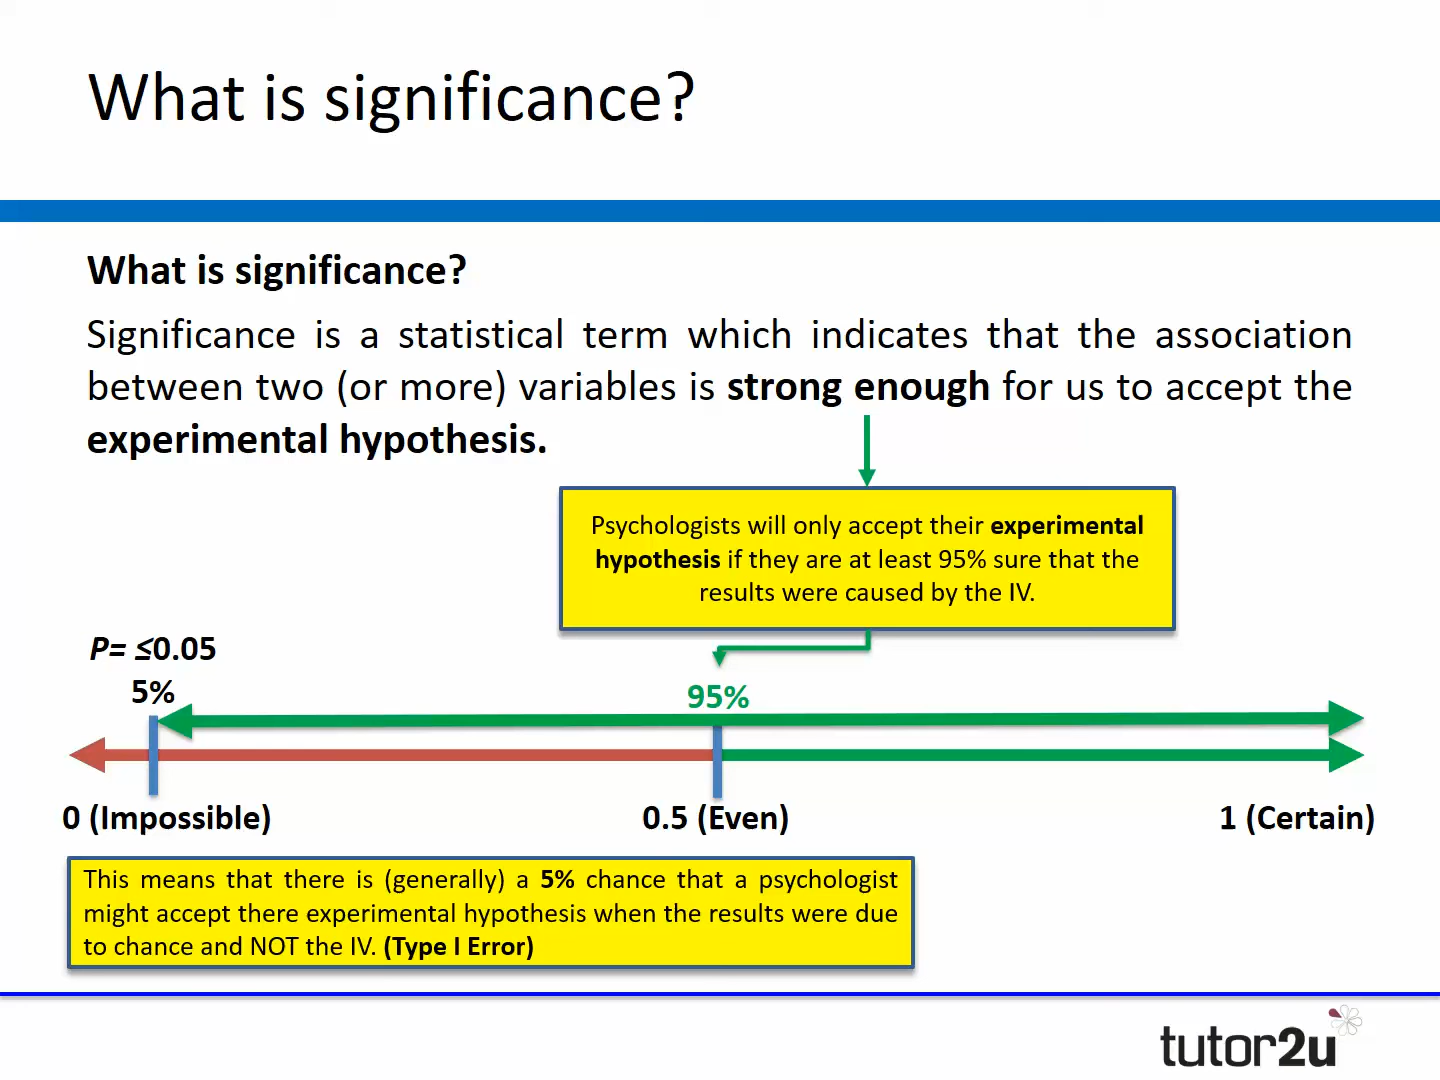 What is significance?
What is significance?
Significance is a statistical term which indicates that the association
between two (or more) variables is strong enough for us to accept the
experimental hypothesis.
Psychologists will only accept their experimental
hypothesis if they are at least 95% sure that the
results were caused by the IV.
P= ≤0.05
5%
95%
0 (Impossible)
0.5 (Even)
1 (Certain)
This means that there is (generally) a 5% chance that a psychologist
might accept there experimental hypothesis when the results were due
to chance and NOT the IV. (Type I Error)
tutor2u